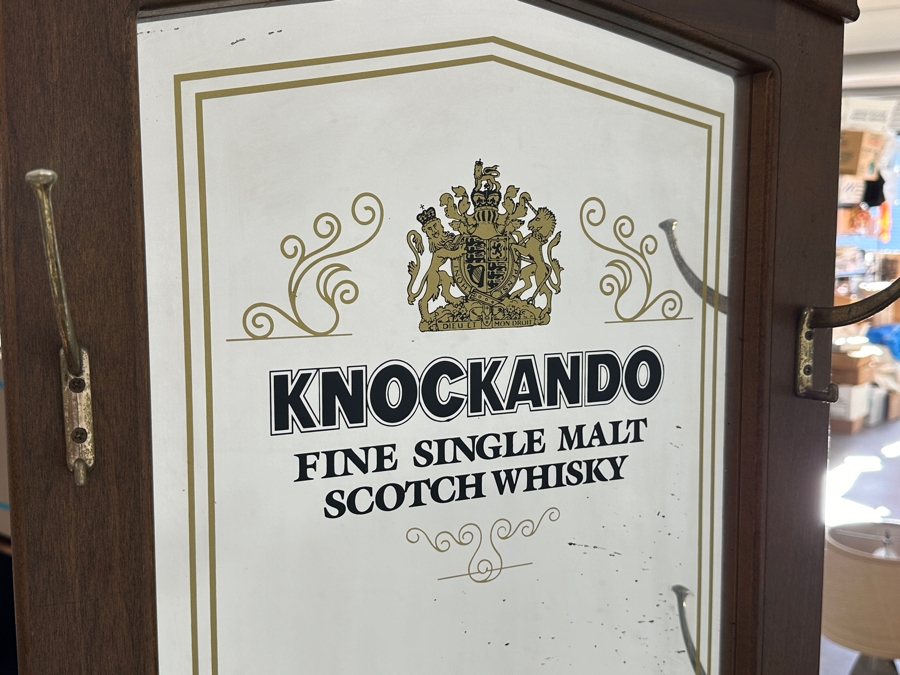 DIEU ET MON DROIT
KNOCKANDO
FINE SINGLE MALT
SCOTCH WHISKY